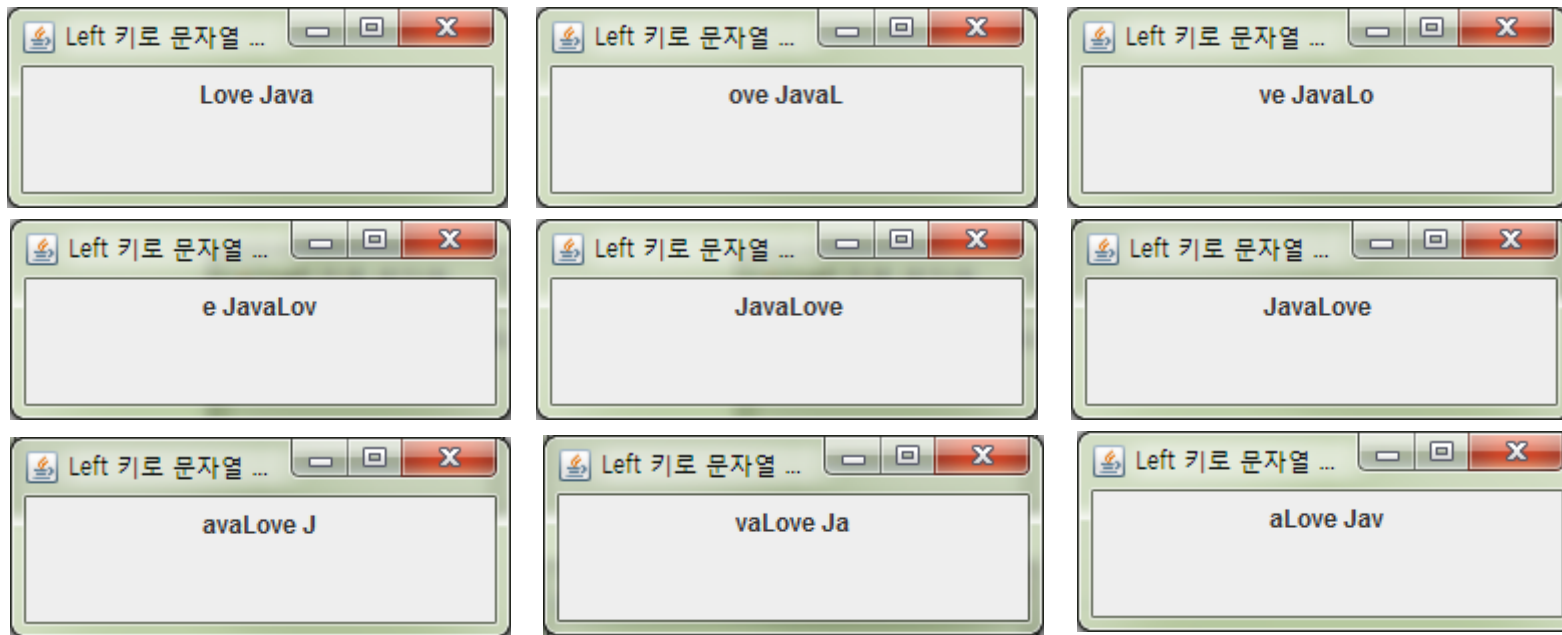 Left 키로 문자열 ...
Love Java
Left 키로 문자열 ...
ove JavaL
Left 키로 문자열 ...
ve JavaLo
Left 키로 문자열 ...
e JavaLov
Left 키로 문자열 ...
JavaLove
Left 키로 문자열 ...
JavaLove
Left 키로 문자열 ...
avaLove J
Left 키로 문자열 ...
vaLove Ja
Left 키로 문자열 ...
aLove Jav